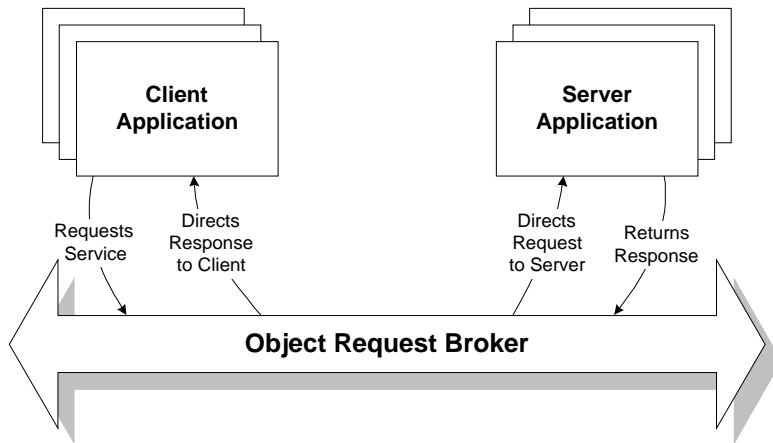 Client
Application
Server
Application
Requests
Service
Directs
Response
to Client
Directs
Request
to Server
Returns
Response
Object Request Broker